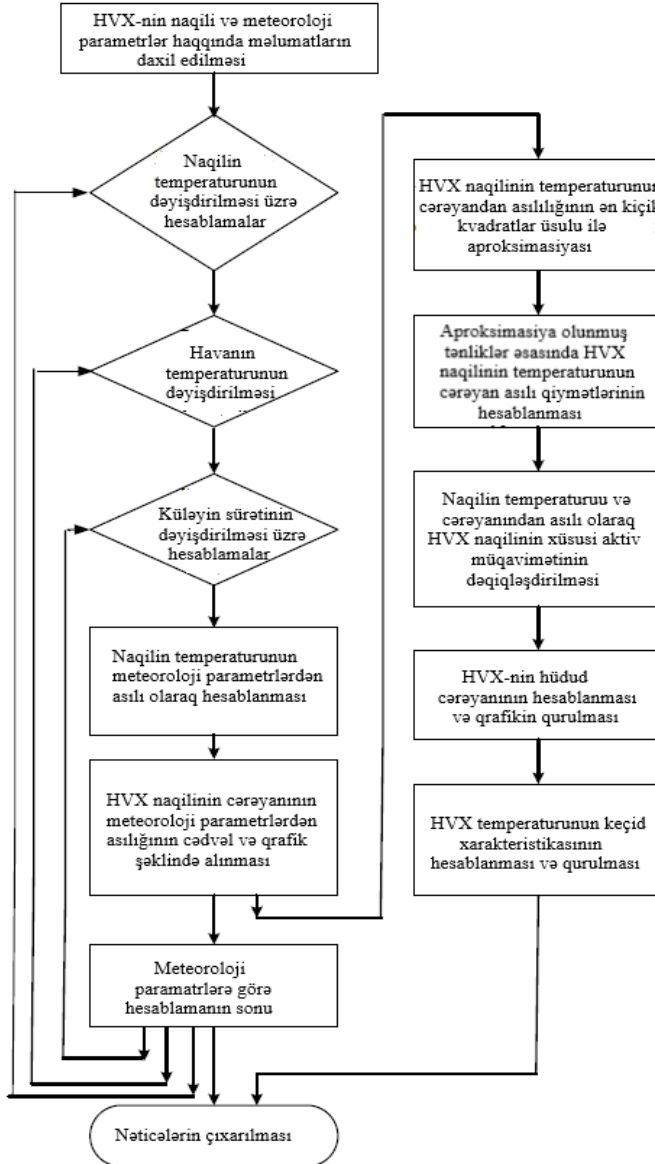 HVX-nin naqili və meteoroloji
parametrlər haqqında məlumatların
daxil edilməsi
Naqilin
temperaturunun
dəyişdirilməsi üzrə
hesablamalar
Havanın
temperaturunun
dəyişdirilməsi
Küləyin sürətinin
dəyişdirilməsi üzrə
hesablamalar
Naqilin temperaturunun
meteoroloji parametrlərdən
asılı olaraq hesablanması
HVX naqilinin cərəyanının
meteoroloji parametrlərdən
asılığının cədvəl və qrafik
şəklində alınması
Meteoroloji
paramatrlərə görə
hesablamanın sonu
Nəticələrin çıxarılması
HVX naqilinin temperaturunun
cərəyandan asılılığının ən kiçik
kvadratlar üsulu ilə
aproksimasiyası
Aproksimasiya olunmuş
tənliklər əsasında HVX
naqilinin temperaturunun
cərəyan asılı qiymətlərinin
hesablanması
Naqilin temperaturuu və
cərəyanından asılı olaraq
HVX naqilinin xüsusi aktiv
müqavimətinin
dəqiqləşdirilməsi
HVX-nin hüdud
cərəyanının hesablanması
və qrafikin qurulması
HVX temperaturunun keçid
xarakteristikasının
hesablanması və qurulması